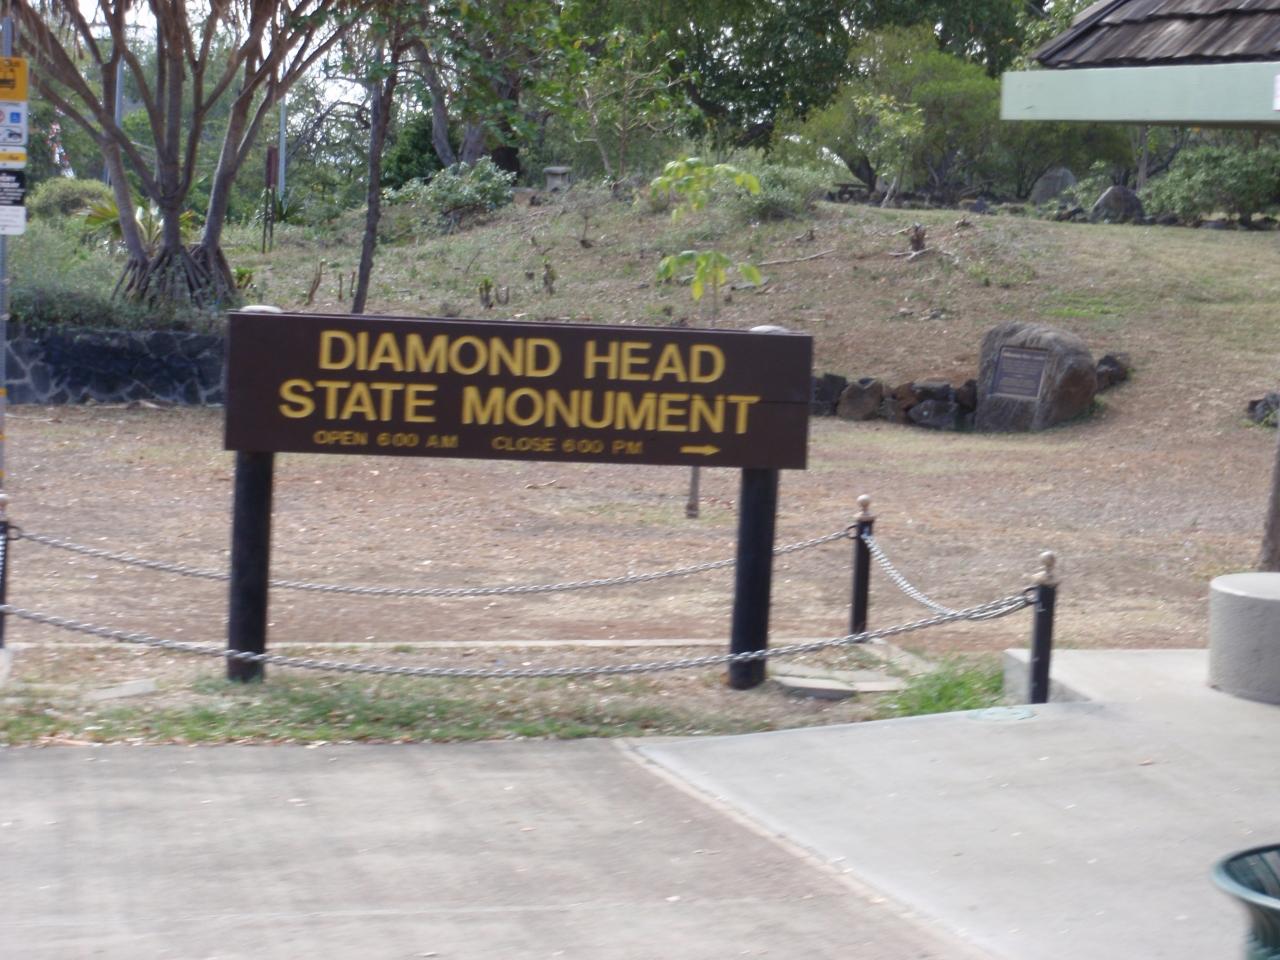 DIAMOND HEAD
STATE MONUMENT
OPEN 6:00 AM CLOSE 6:00 PM →